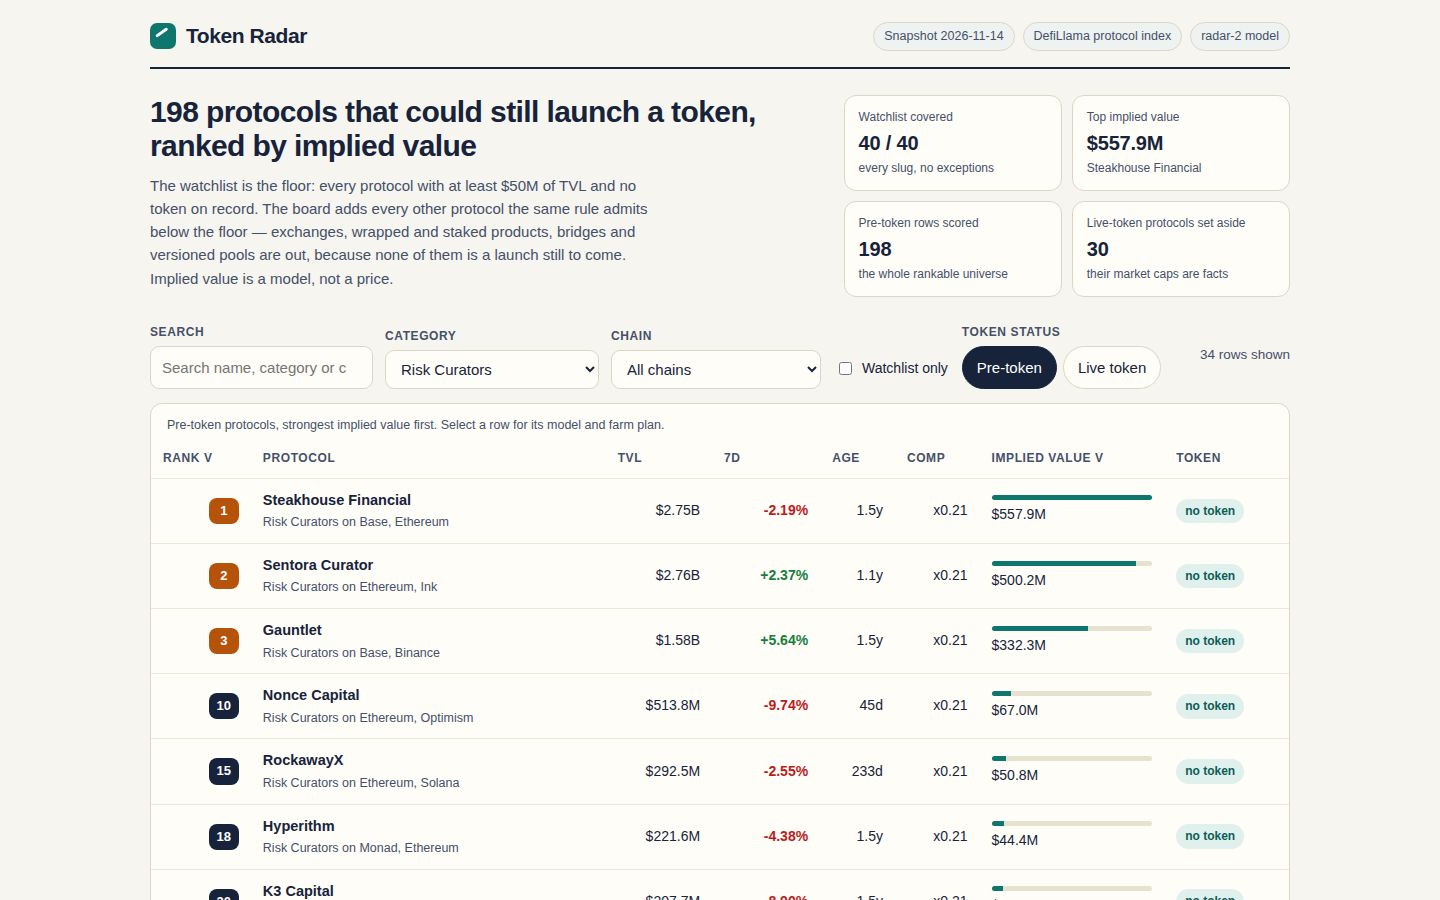 Token Radar
Snapshot 2026-11-14
DefiLlama protocol index
radar-2 model
198 protocols that could still launch a token,
ranked by implied value
The watchlist is the floor: every protocol with at least $50M of TVL and no
token on record. The board adds every other protocol the same rule admits
below the floor — exchanges, wrapped and staked products, bridges and
versioned pools are out, because none of them is a launch still to come.
Implied value is a model, not a price.
Watchlist covered
40 / 40
every slug, no exceptions
Top implied value
$557.9M
Steakhouse Financial
Pre-token rows scored
198
the whole rankable universe
Live-token protocols set aside
30
their market caps are facts
SEARCH
Search name, category or c
CATEGORY
Risk Curators
CHAIN
All chains
Watchlist only
TOKEN STATUS
Pre-token
Live token
34 rows shown
Pre-token protocols, strongest implied value first. Select a row for its model and farm plan.
RANK V PROTOCOL TVL 7D AGE COMP IMPLIED VALUE V TOKEN
1 Steakhouse Financial $2.75B -2.19% 1.5y x0.21 $557.9M no token
Risk Curators on Base, Ethereum
2 Sentora Curator $2.76B +2.37% 1.1y x0.21 $500.2M no token
Risk Curators on Ethereum, Ink
3 Gauntlet $1.58B +5.64% 1.5y x0.21 $332.3M no token
Risk Curators on Base, Binance
10 Nonce Capital $513.8M -9.74% 45d x0.21 $67.0M no token
Risk Curators on Ethereum, Optimism
15 RockawayX $292.5M -2.55% 233d x0.21 $50.8M no token
Risk Curators on Ethereum, Solana
18 Hyperithm $221.6M -4.38% 1.5y x0.21 $44.4M no token
Risk Curators on Monad, Ethereum
K3 Capital